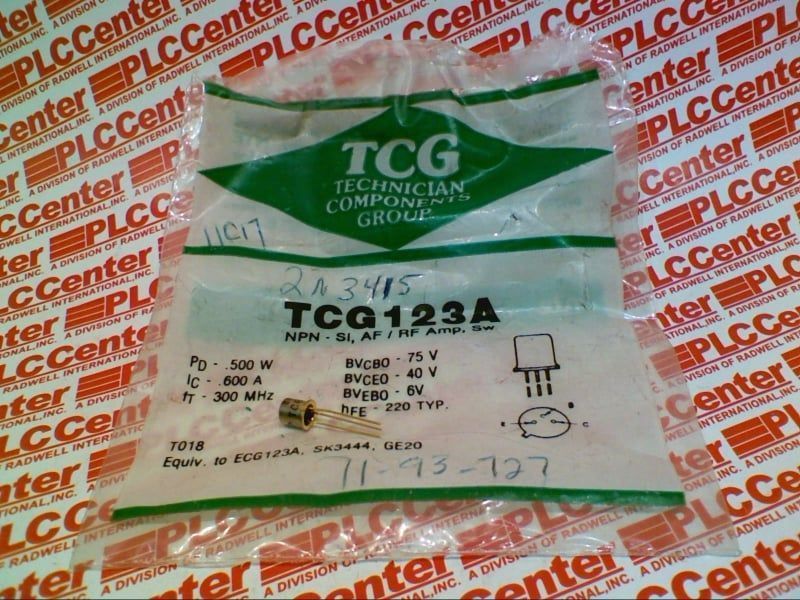 PLCCenter
A DIVISION OF RADWELL INTERNATIONAL, INC.
TCG
TECHNICIAN
COMPONENTS
GROUP
11C17
2N3415
TCG123A
NPN - SI, AF / RF Amp, Sw
PD - .500 W
IC - .600 A
fT - 300 MHz
BVCBO - 75 V
BVCEO - 40 V
BVEBO - 6V
hFE - 220 TYP.
TO18
Equiv. to ECG123A, SK3444, GE20
71-93-727